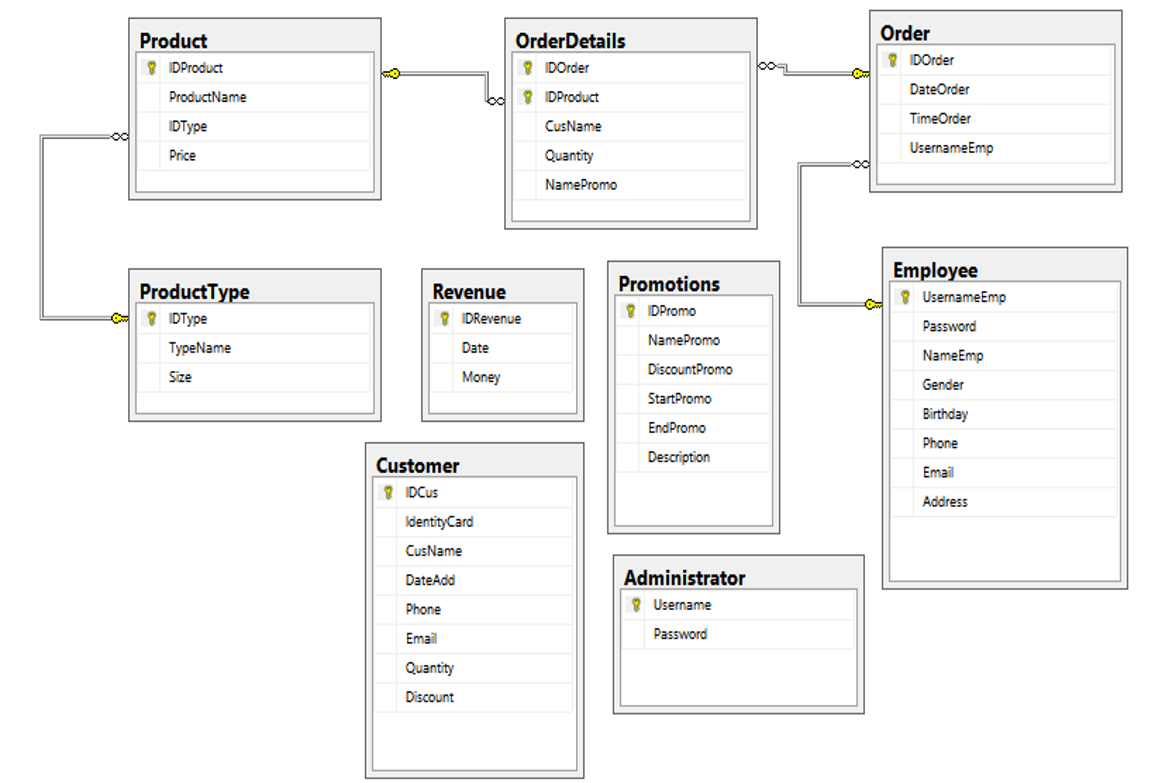 Product
IDProduct
ProductName
IDType
Price
OrderDetails
IDOrder
IDProduct
CusName
Quantity
NamePromo
Order
IDOrder
DateOrder
TimeOrder
UsernameEmp
ProductType
IDType
TypeName
Size
Revenue
IDRevenue
Date
Money
Promotions
IDPromo
NamePromo
DiscountPromo
StartPromo
EndPromo
Description
Employee
UsernameEmp
Password
NameEmp
Gender
Birthday
Phone
Email
Address
Customer
IDCus
IdentityCard
CusName
DateAdd
Phone
Email
Quantity
Discount
Administrator
Username
Password